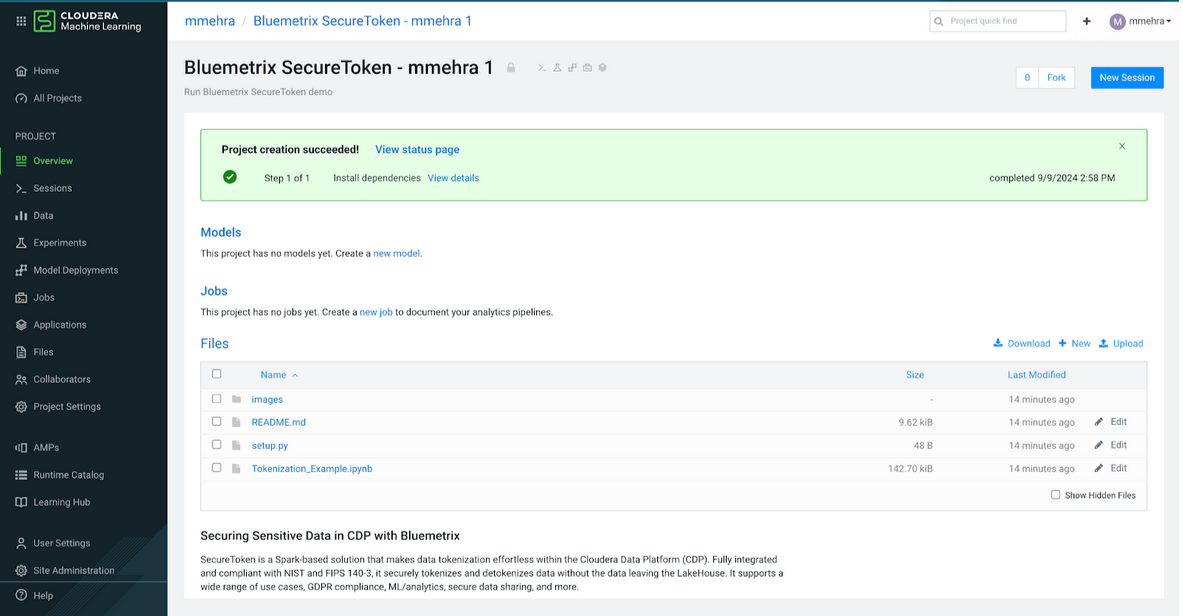 CLOUDERA
Machine Learning
Home
All Projects
PROJECT
Overview
Sessions
Data
Experiments
Model Deployments
Jobs
Applications
Files
Collaborators
Project Settings
AMPs
Runtime Catalog
Learning Hub
User Settings
Site Administration
Help
mmehra / Bluemetrix SecureToken - mmehra 1
Project quick find
M mmehra
Bluemetrix SecureToken - mmehra 1
Run Bluemetrix SecureToken demo
0 Fork
New Session
Project creation succeeded! View status page
Step 1 of 1 Install dependencies View details completed 9/9/2024 2:58 PM
Models
This project has no models yet. Create a new model.
Jobs
This project has no jobs yet. Create a new job to document your analytics pipelines.
Files Download New Upload
Name Size Last Modified
images - 14 minutes ago
README.md 9.62 kiB 14 minutes ago Edit
setup.py 48 B 14 minutes ago Edit
Tokenization_Example.ipynb 142.70 kiB 14 minutes ago Edit
Show Hidden Files
Securing Sensitive Data in CDP with Bluemetrix
SecureToken is a Spark-based solution that makes data tokenization effortless within the Cloudera Data Platform (CDP). Fully integrated
and compliant with NIST and FIPS 140-3, it securely tokenizes and detokenizes data without the data leaving the LakeHouse. It supports a
wide range of use cases, GDPR compliance, ML/analytics, secure data sharing, and more.